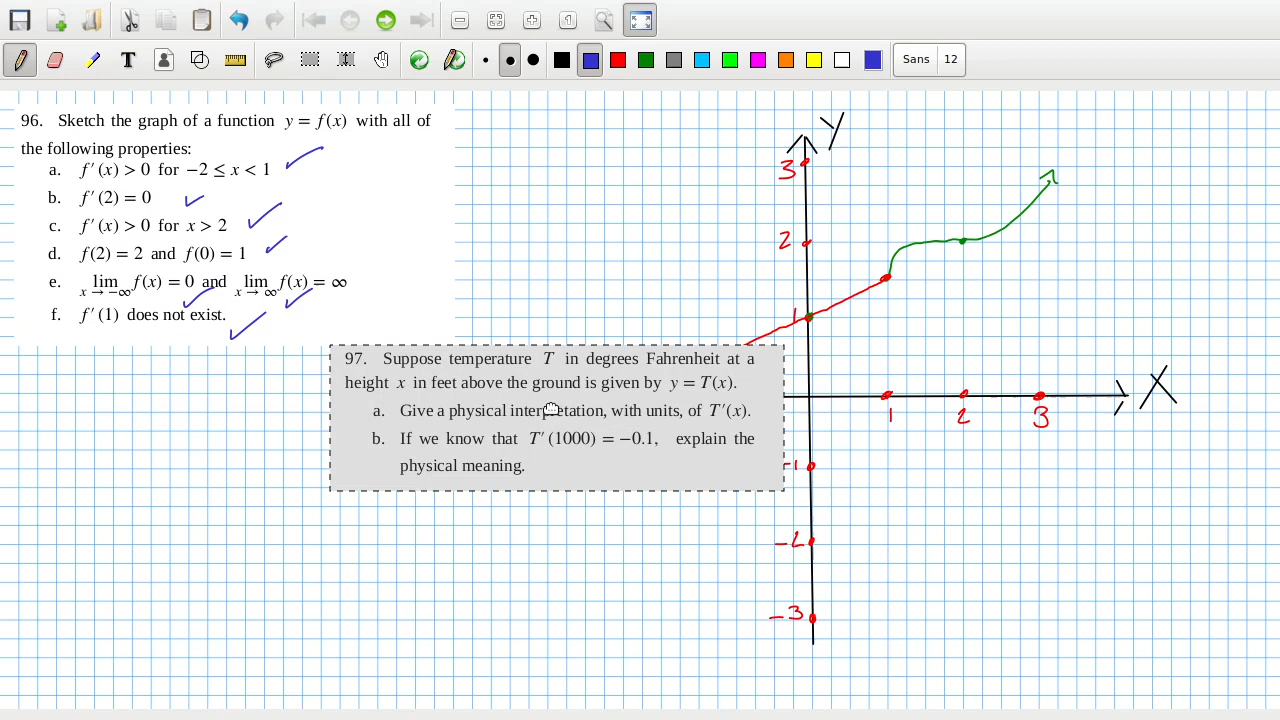 Sans 12
96. Sketch the graph of a function y = f(x) with all of
the following properties:
a. f′(x) > 0 for −2 ≤ x < 1
b. f′(2) = 0
c. f′(x) > 0 for x > 2
d. f(2) = 2 and f(0) = 1
e. lim x → −∞ f(x) = 0 and lim x → ∞ f(x) = ∞
f. f′(1) does not exist.
97. Suppose temperature T in degrees Fahrenheit at a
height x in feet above the ground is given by y = T(x).
a. Give a physical interpretation, with units, of T′(x).
b. If we know that T′(1000) = −0.1, explain the
physical meaning.
Y
3
2
1
X
1 2 3
-1
-2
-3